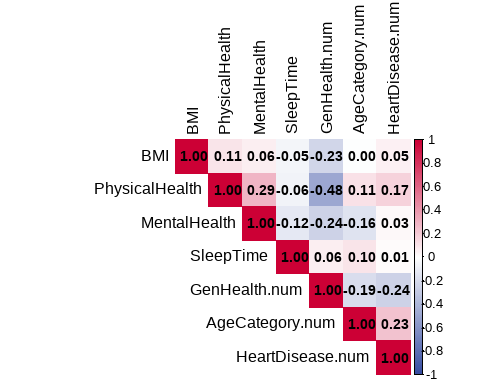 BMI
PhysicalHealth
MentalHealth
SleepTime
GenHealth.num
AgeCategory.num
HeartDisease.num
BMI 1.00 0.11 0.06 -0.05 -0.23 0.00 0.05
PhysicalHealth 1.00 0.29 -0.06 -0.48 0.11 0.17
MentalHealth 1.00 -0.12 -0.24 -0.16 0.03
SleepTime 1.00 0.06 0.10 0.01
GenHealth.num 1.00 -0.19 -0.24
AgeCategory.num 1.00 0.23
HeartDisease.num 1.00
1
0.8
0.6
0.4
0.2
0
-0.2
-0.4
-0.6
-0.8
-1